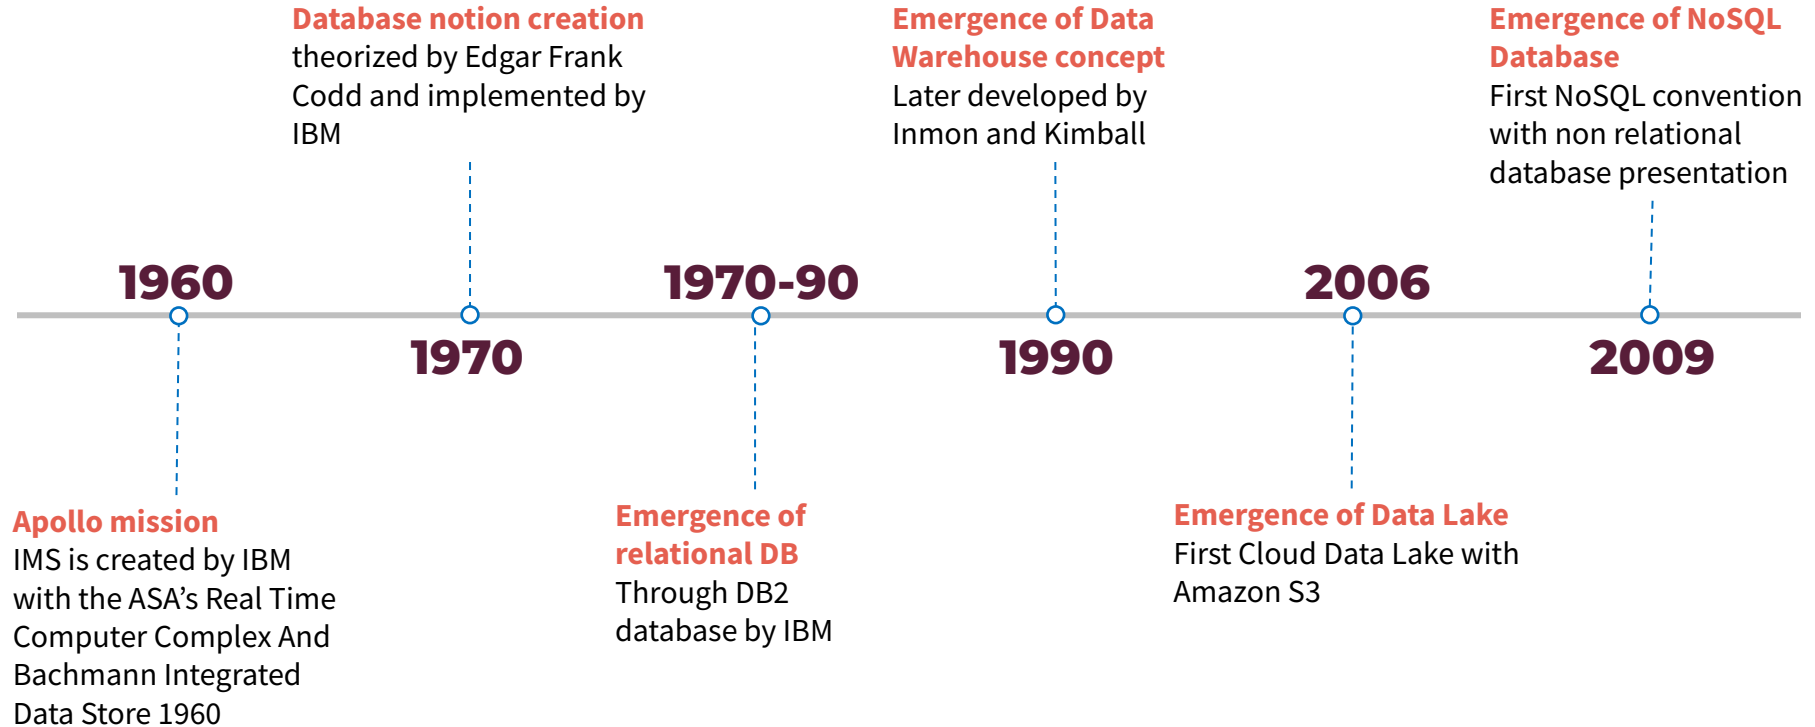 Database notion creation
theorized by Edgar Frank
Codd and implemented by
IBM
Emergence of Data
Warehouse concept
Later developed by
Inmon and Kimball
Emergence of NoSQL
Database
First NoSQL convention
with non relational
database presentation
1960
1970-90
2006
1970
1990
2009
Apollo mission
IMS is created by IBM
with the ASA’s Real Time
Computer Complex And
Bachmann Integrated
Data Store 1960
Emergence of
relational DB
Through DB2
database by IBM
Emergence of Data Lake
First Cloud Data Lake with
Amazon S3